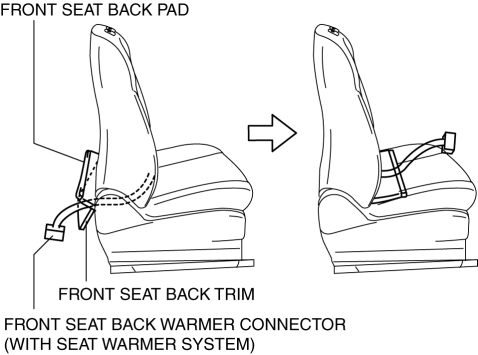 FRONT SEAT BACK PAD
FRONT SEAT BACK TRIM
FRONT SEAT BACK WARMER CONNECTOR
(WITH SEAT WARMER SYSTEM)